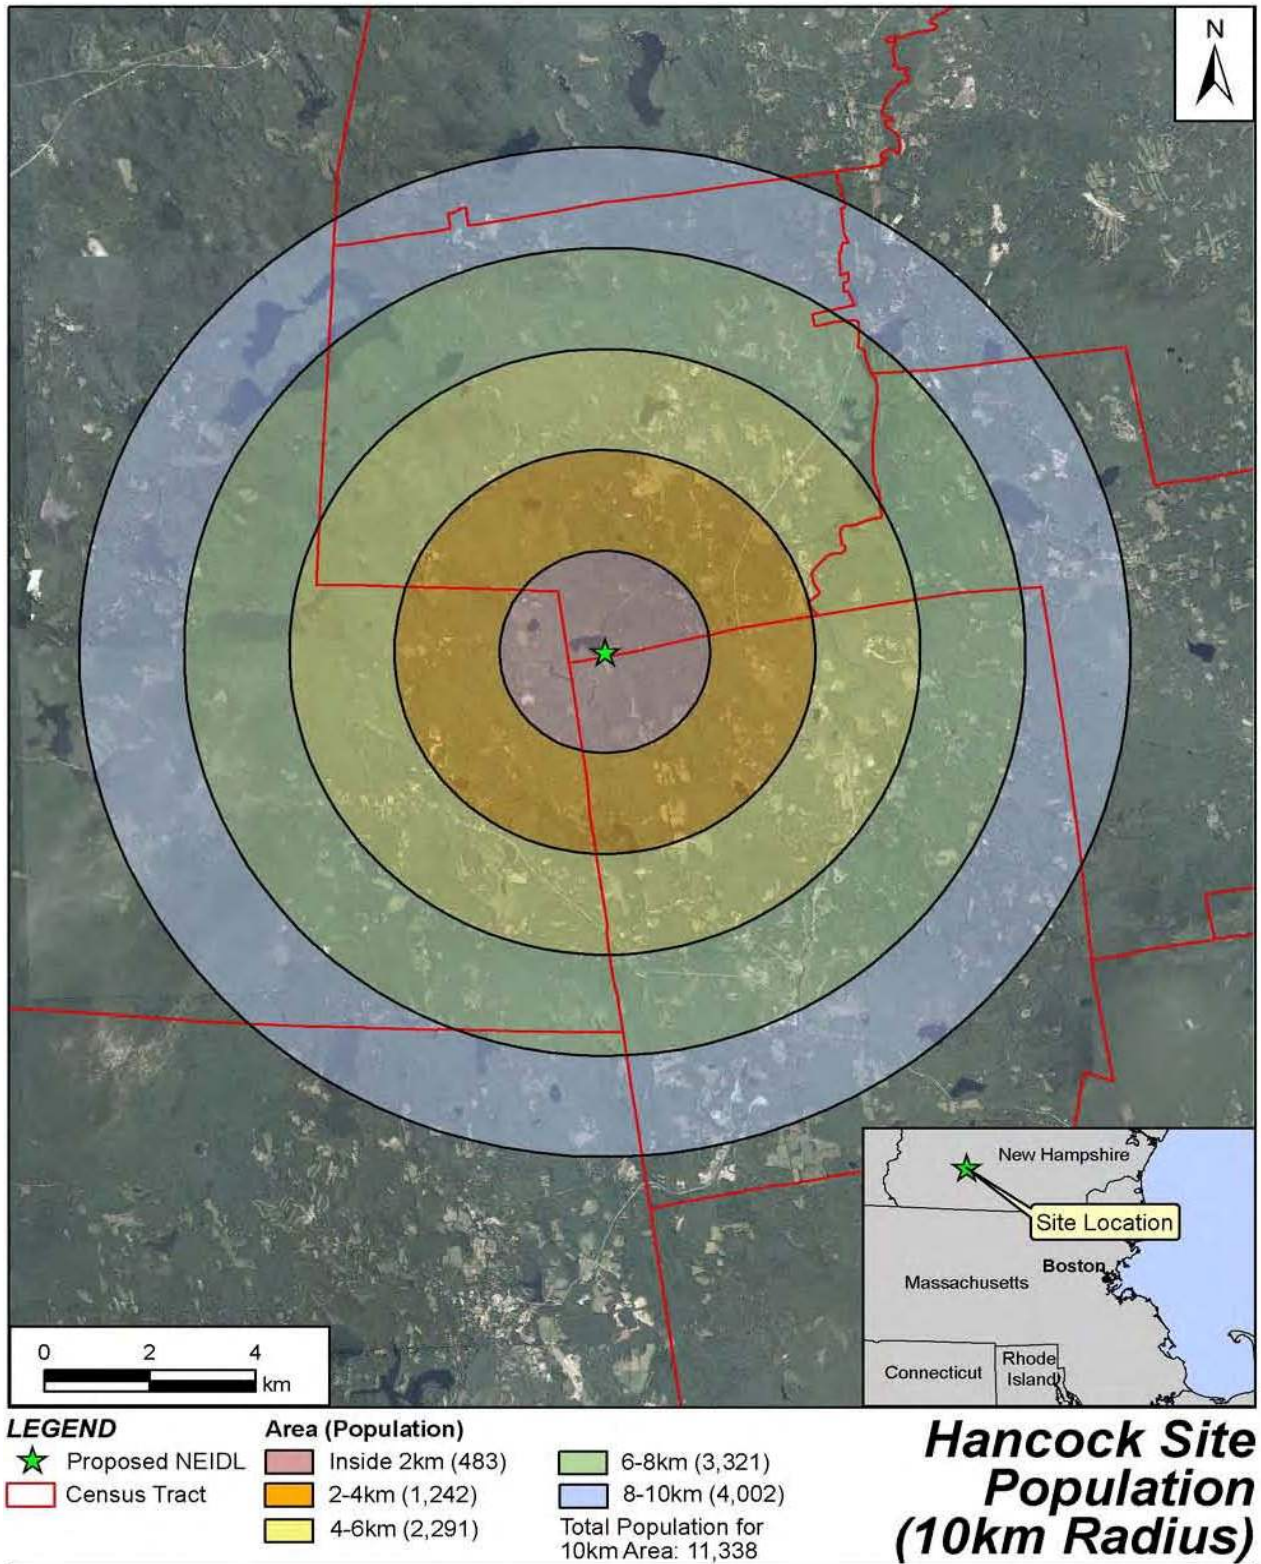 N
New Hampshire
Site Location
Boston
Massachusetts
Connecticut
Rhode
Island
0 2 4
km
LEGEND
Proposed NEIDL
Census Tract
Area (Population)
Inside 2km (483)
2-4km (1,242)
4-6km (2,291)
6-8km (3,321)
8-10km (4,002)
Total Population for
10km Area: 11,338
Hancock Site
Population
(10km Radius)